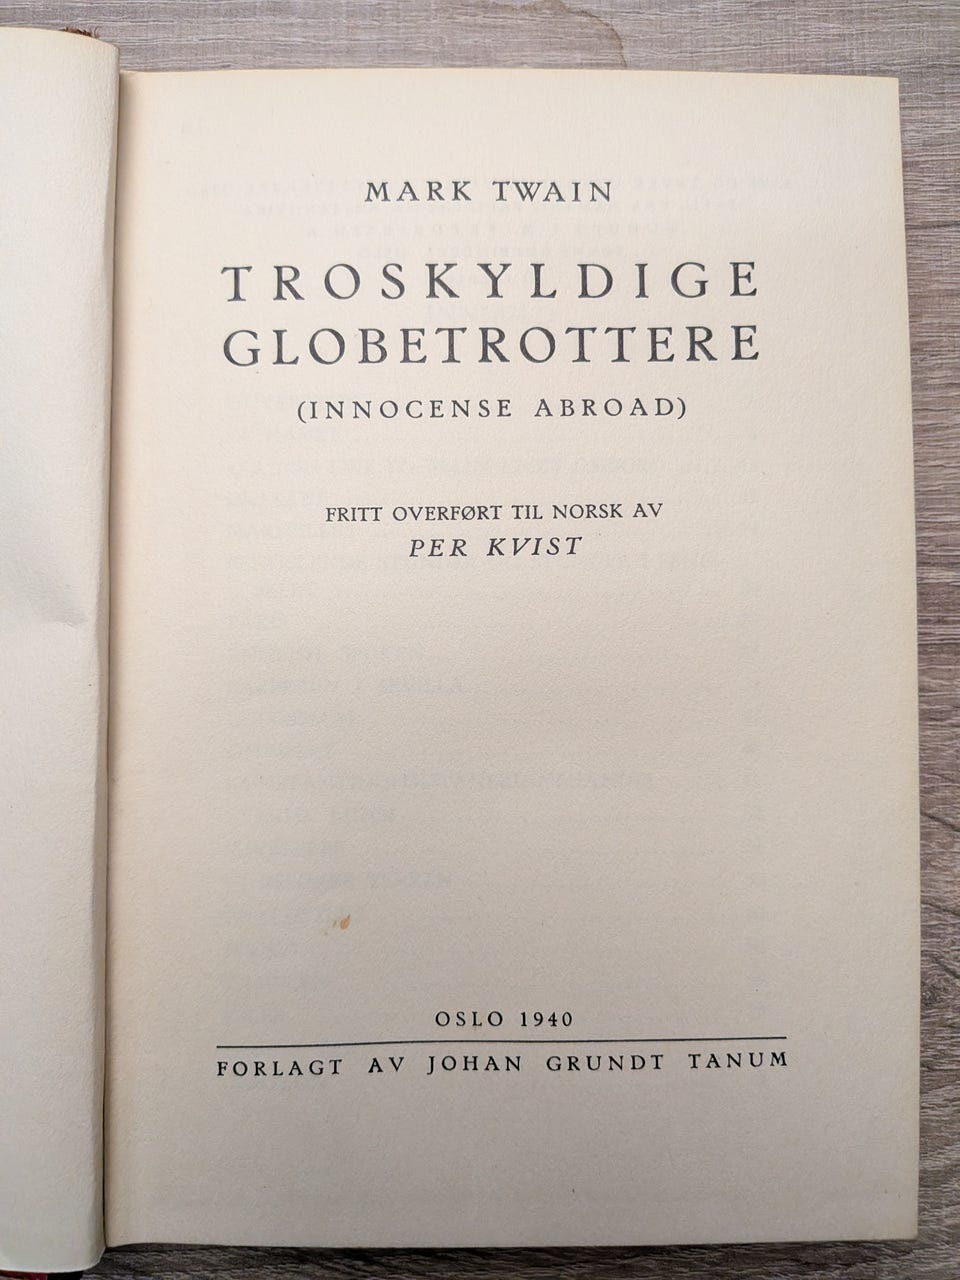 MARK TWAIN
TROSKYLDIGE
GLOBETROTTERE
(INNOCENSE ABROAD)
FRITT OVERFØRT TIL NORSK AV
PER KVIST
OSLO 1940
FORLAGT AV JOHAN GRUNDT TANUM